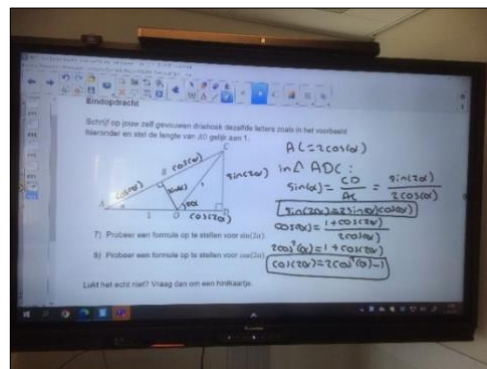 Eindopdracht
Schrijf op jouw zelf gevouwen driehoek dezelfde letters zoals in het voorbeeld
hieronder en stel de lengte van AO gelijk aan 1.
A
B
C
D
O
1
1
cos(α)
cos(α)
sin(α)
2α
sin(2α)
cos(2α)
7) Probeer een formule op te stellen voor sin(2α).
8) Probeer een formule op te stellen voor cos(2α).
Lukt het echt niet? Vraag dan om een hintkaartje.
AC=2cos(α)
in △ ADC:
sin(α)= CD/AC = sin(2α)/2cos(α)
sin(2α)=2sin(α)cos(α)
cos(α)= 1+cos(2α)/2cos(α)
2cos²(α)=1+cos(2α)
cos(2α)=2cos²(α)-1